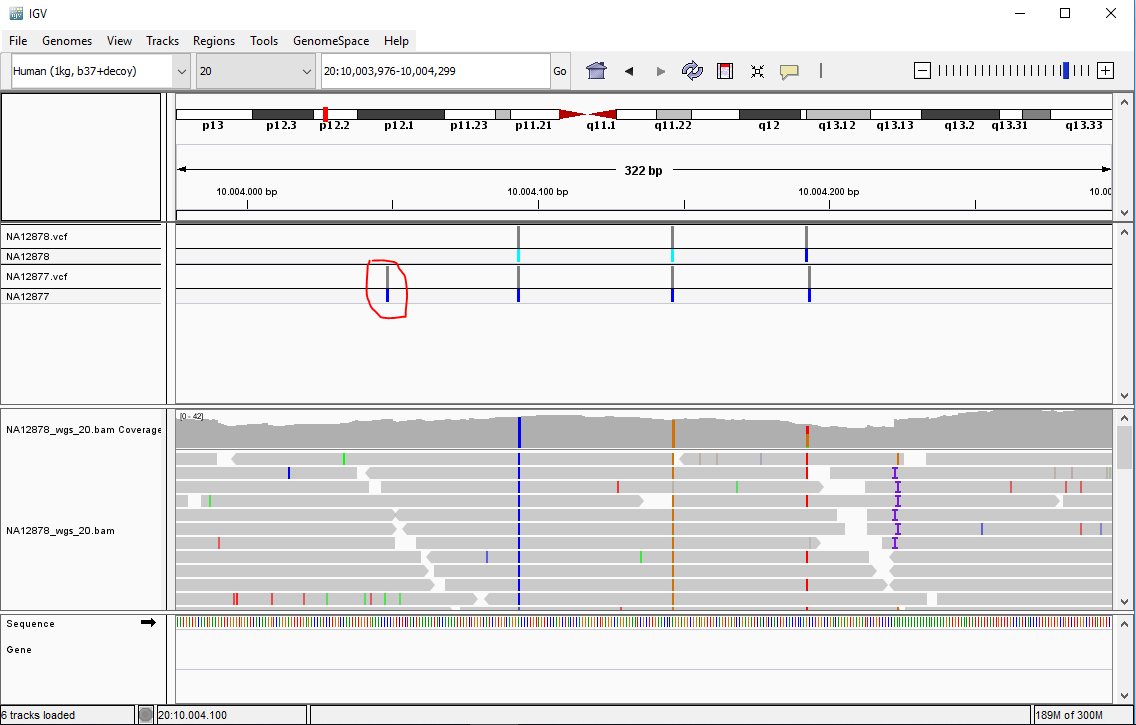 IGV
File Genomes View Tracks Regions Tools GenomeSpace Help
Human (1kg, b37+decoy) 20 20:10,003,976-10,004,299 Go
p13 p12.3 p12.2 p12.1 p11.23 p11.21 q11.1 q11.22 q12 q13.12 q13.13 q13.2 q13.31 q13.33
322 bp
10.004.000 bp 10.004.100 bp 10.004.200 bp 10.00
NA12878.vcf
NA12878
NA12877.vcf
NA12877
[0 - 42]
NA12878_wgs_20.bam Coverage
NA12878_wgs_20.bam
Sequence
Gene
6 tracks loaded 20:10.004.100 189M of 300M